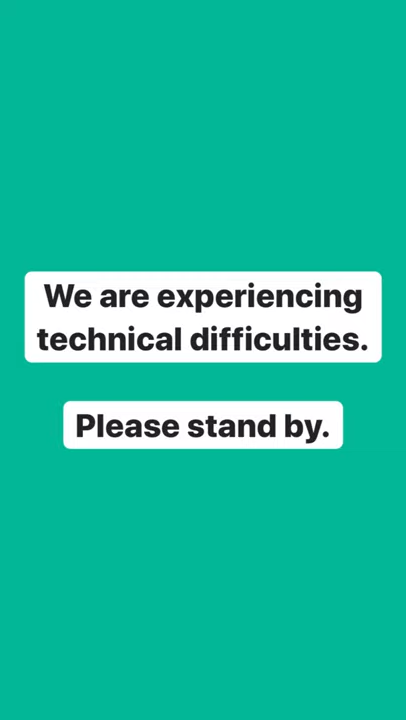 We are experiencing
technical difficulties.
Please stand by.